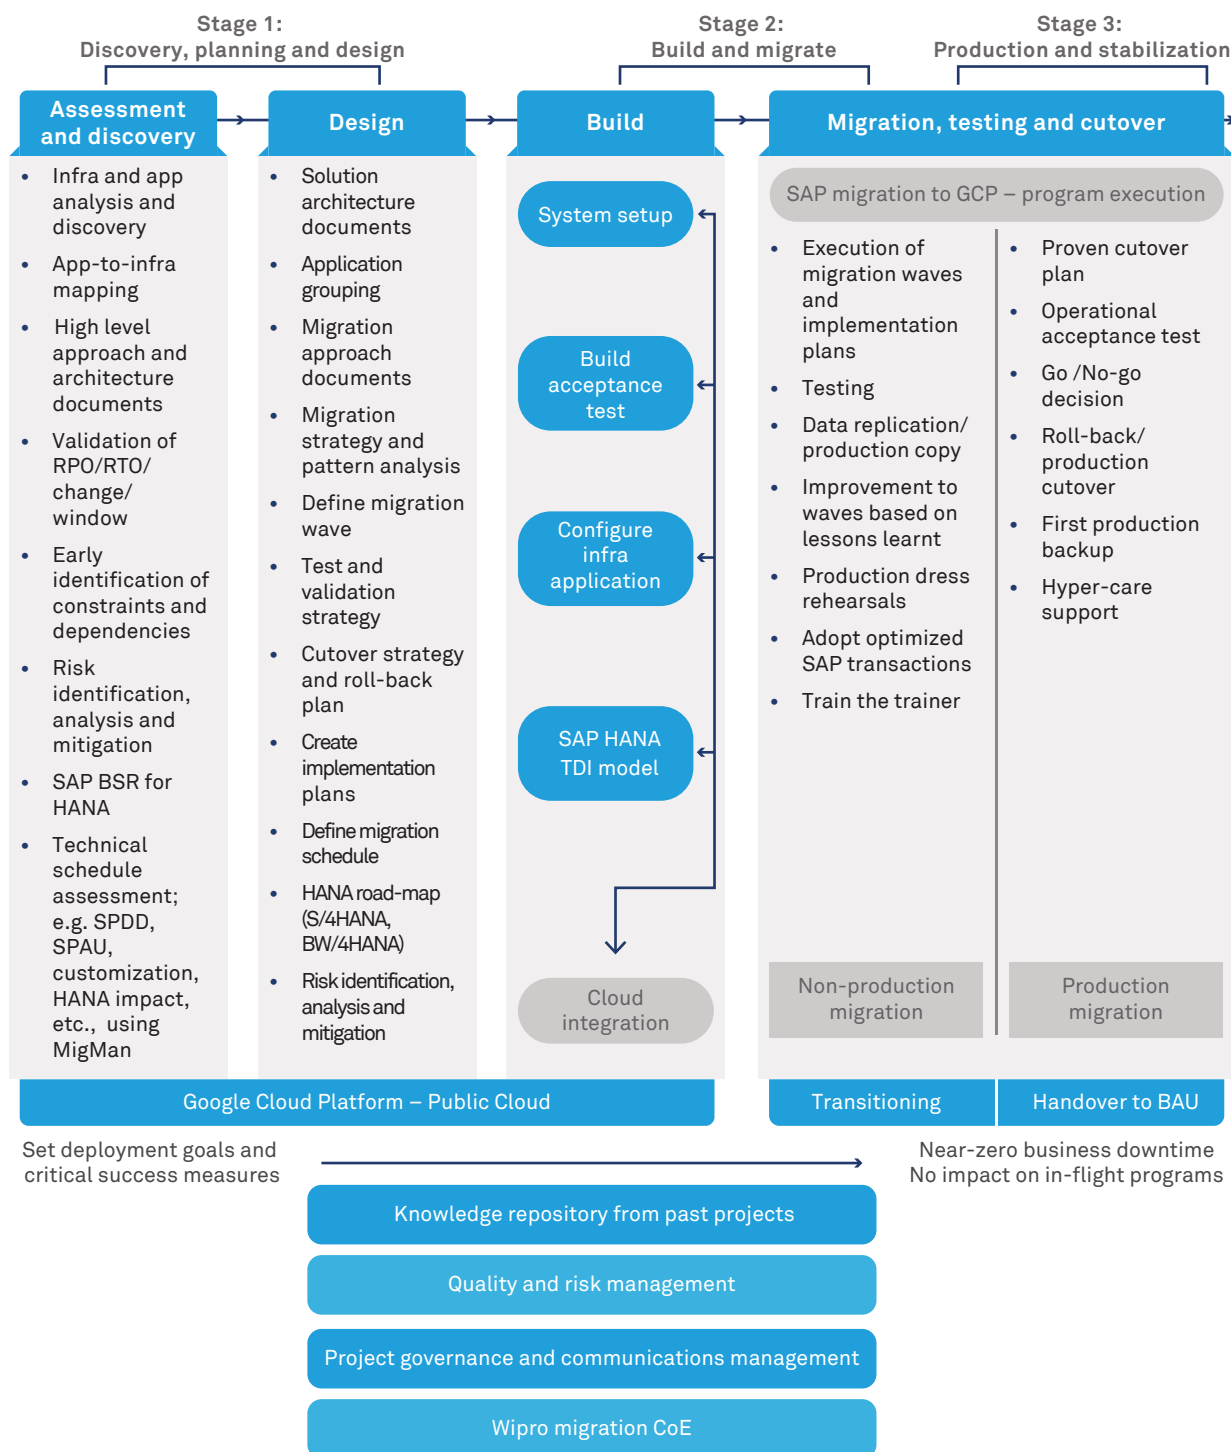 Stage 1:
Discovery, planning and design
Stage 2:
Build and migrate
Stage 3:
Production and stabilization
Assessment
and discovery
• Infra and app
analysis and
discovery
• App-to-infra
mapping
• High level
approach and
architecture
documents
• Validation of
RPO/RTO/
change/
window
• Early
identification of
constraints and
dependencies
• Risk
identification,
analysis and
mitigation
• SAP BSR for
HANA
• Technical
schedule
assessment;
e.g. SPDD,
SPAU,
customization,
HANA impact,
etc., using
MigMan
Design
• Solution
architecture
documents
• Application
grouping
• Migration
approach
documents
• Migration
strategy and
pattern analysis
• Define migration
wave
• Test and
validation
strategy
• Cutover strategy
and roll-back
plan
• Create
implementation
plans
• Define migration
schedule
• HANA road-map
(S/4HANA,
BW/4HANA)
• Risk identification,
analysis and
mitigation
Build
System setup
Build
acceptance
test
Configure
infra
application
SAP HANA
TDI model
Cloud
integration
Migration, testing and cutover
SAP migration to GCP – program execution
• Execution of
migration waves
and
implementation
plans
• Testing
• Data replication/
production copy
• Improvement to
waves based on
lessons learnt
• Production dress
rehearsals
• Adopt optimized
SAP transactions
• Train the trainer
Non-production
migration
• Proven cutover
plan
• Operational
acceptance test
• Go /No-go
decision
• Roll-back/
production
cutover
• First production
backup
• Hyper-care
support
Production
migration
Google Cloud Platform – Public Cloud
Transitioning
Handover to BAU
Set deployment goals and
critical success measures
Near-zero business downtime
No impact on in-flight programs
Knowledge repository from past projects
Quality and risk management
Project governance and communications management
Wipro migration CoE